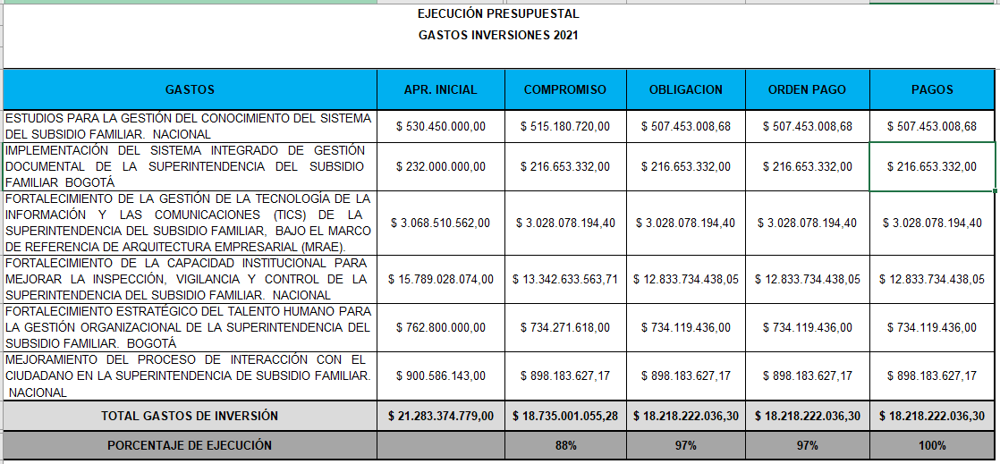 EJECUCIÓN PRESUPUESTAL
GASTOS INVERSIONES 2021
GASTOS APR. INICIAL COMPROMISO OBLIGACION ORDEN PAGO PAGOS
ESTUDIOS PARA LA GESTIÓN DEL CONOCIMIENTO DEL SISTEMA
DEL SUBSIDIO FAMILIAR. NACIONAL
$ 530.450.000,00 $ 515.180.720,00 $ 507.453.008,68 $ 507.453.008,68 $ 507.453.008,68
IMPLEMENTACIÓN DEL SISTEMA INTEGRADO DE GESTIÓN
DOCUMENTAL DE LA SUPERINTENDENCIA DEL SUBSIDIO
FAMILIAR BOGOTÁ
$ 232.000.000,00 $ 216.653.332,00 $ 216.653.332,00 $ 216.653.332,00 $ 216.653.332,00
FORTALECIMIENTO DE LA GESTIÓN DE LA TECNOLOGÍA DE LA
INFORMACIÓN Y LAS COMUNICACIONES (TICS) DE LA
SUPERINTENDENCIA DEL SUBSIDIO FAMILIAR, BAJO EL MARCO
DE REFERENCIA DE ARQUITECTURA EMPRESARIAL (MRAE).
$ 3.068.510.562,00 $ 3.028.078.194,40 $ 3.028.078.194,40 $ 3.028.078.194,40 $ 3.028.078.194,40
FORTALECIMIENTO DE LA CAPACIDAD INSTITUCIONAL PARA
MEJORAR LA INSPECCIÓN, VIGILANCIA Y CONTROL DE LA
SUPERINTENDENCIA DEL SUBSIDIO FAMILIAR. NACIONAL
$ 15.789.028.074,00 $ 13.342.633.563,71 $ 12.833.734.438,05 $ 12.833.734.438,05 $ 12.833.734.438,05
FORTALECIMIENTO ESTRATÉGICO DEL TALENTO HUMANO PARA
LA GESTIÓN ORGANIZACIONAL DE LA SUPERINTENDENCIA DEL
SUBSIDIO FAMILIAR. BOGOTÁ
$ 762.800.000,00 $ 734.271.618,00 $ 734.119.436,00 $ 734.119.436,00 $ 734.119.436,00
MEJORAMIENTO DEL PROCESO DE INTERACCIÓN CON EL
CIUDADANO EN LA SUPERINTENDENCIA DE SUBSIDIO FAMILIAR.
NACIONAL
$ 900.586.143,00 $ 898.183.627,17 $ 898.183.627,17 $ 898.183.627,17 $ 898.183.627,17
TOTAL GASTOS DE INVERSIÓN $ 21.283.374.779,00 $ 18.735.001.055,28 $ 18.218.222.036,30 $ 18.218.222.036,30 $ 18.218.222.036,30
PORCENTAJE DE EJECUCIÓN 88% 97% 97% 100%